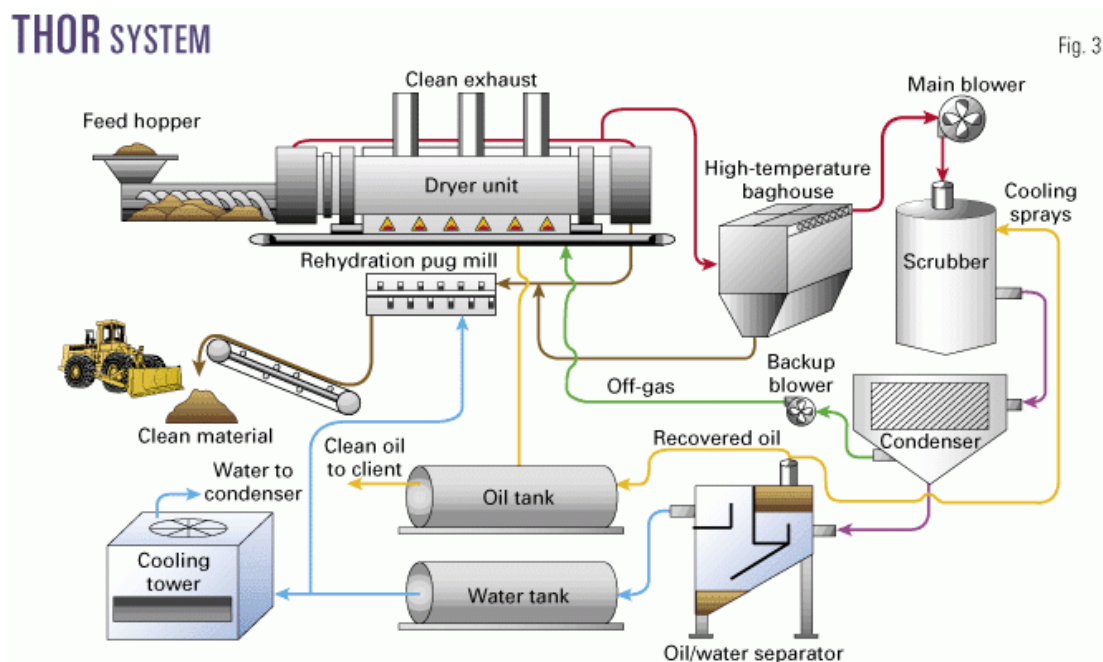 THOR SYSTEM
Fig. 3
Clean exhaust
Main blower
Feed hopper
High-temperature
baghouse
Cooling
sprays
Dryer unit
Scrubber
Rehydration pug mill
Backup
blower
Off-gas
Clean material
Condenser
Recovered oil
Clean oil
to client
Water to
condenser
Oil tank
Cooling
tower
Water tank
Oil/water separator